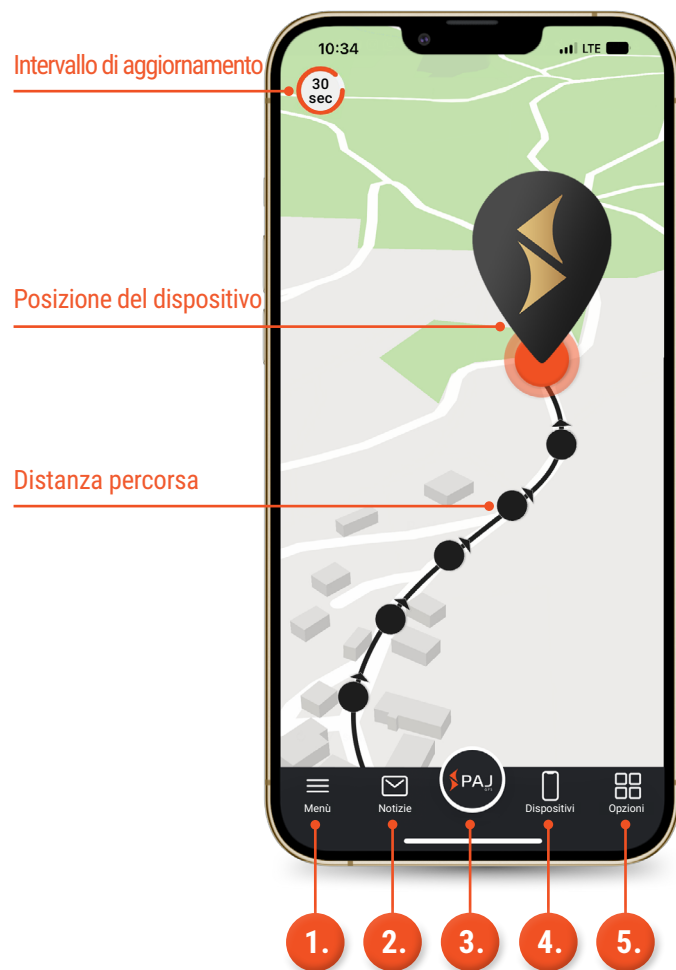 10:34
LTE
Intervallo di aggiornamento
30
sec
Posizione del dispositivo
Distanza percorsa
PAJ
Menù
Notizie
Dispositivi
Opzioni
1.
2.
3.
4.
5.